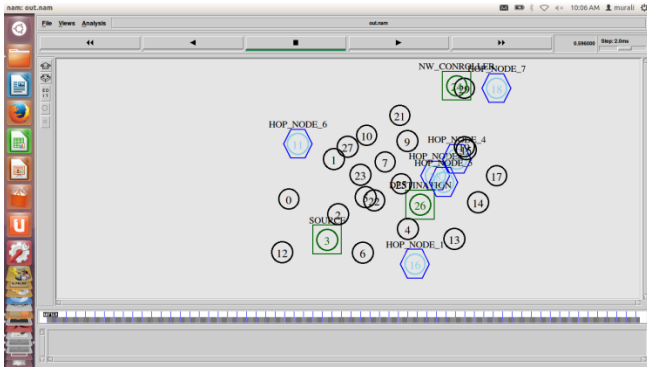 nam: out.nam
10:06 AM murali
File Views Analysis
out.nam
0.596000 Step: 2.0ms
NW_CONROLLER HOP_NODE_7
18
21
HOP_NODE_6
11
10
9
HOP_NODE_4
27
1
7
23
17
DESTINATION
0
22
26
14
2
SOURCE
3
4
13
HOP_NODE_1
12
6
16